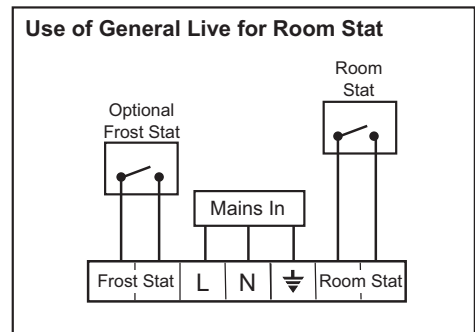 Use of General Live for Room Stat
Room
Stat
Optional
Frost Stat
Mains In
Frost Stat L N Room Stat